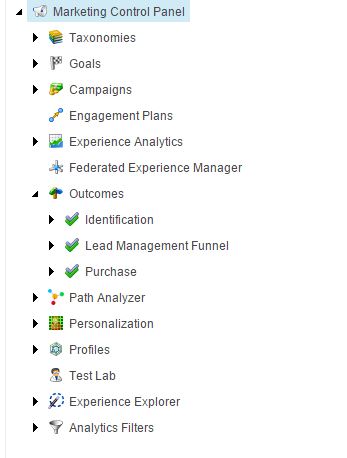 Marketing Control Panel
Taxonomies
Goals
Campaigns
Engagement Plans
Experience Analytics
Federated Experience Manager
Outcomes
Identification
Lead Management Funnel
Purchase
Path Analyzer
Personalization
Profiles
Test Lab
Experience Explorer
Analytics Filters